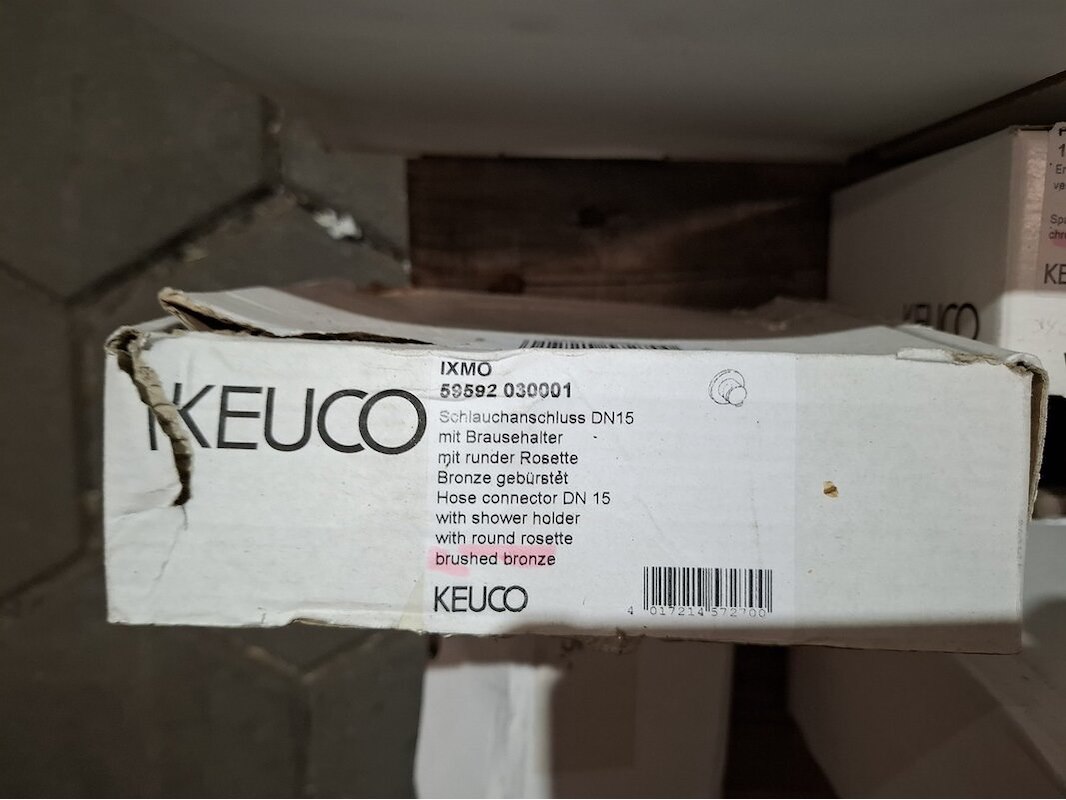 KEUCO
IXMO
59592 030001
Schlauchanschluss DN15
mit Brausehalter
mit runder Rosette
Bronze gebürstet
Hose connector DN 15
with shower holder
with round rosette
brushed bronze
KEUCO
4 017214 572700
KEUCO
KE